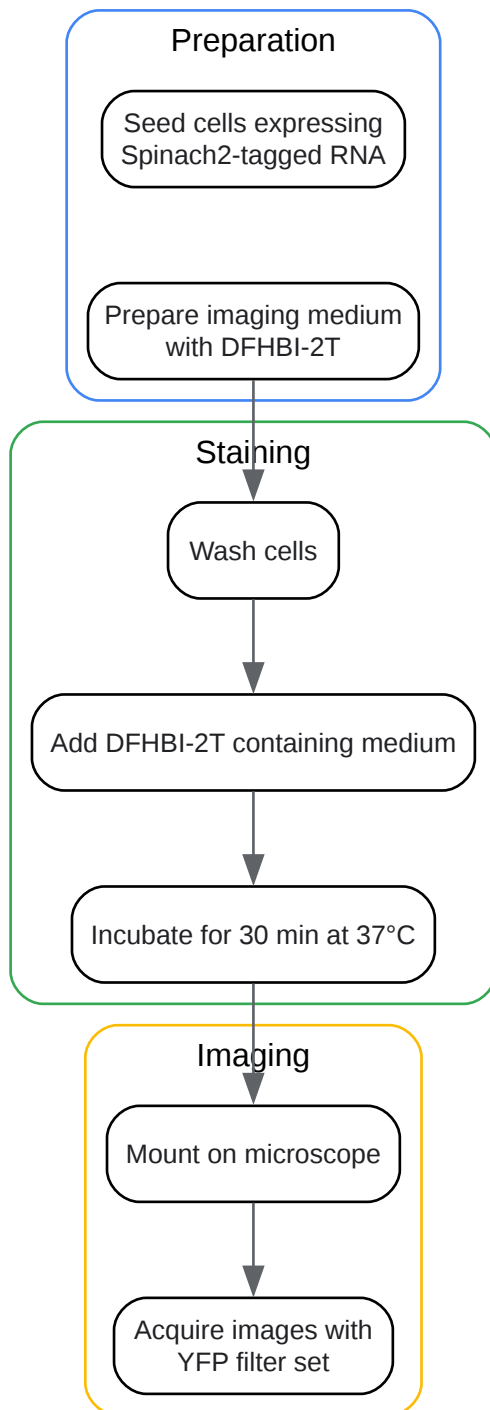 Preparation
Seed cells expressing
Spinach2-tagged RNA
Prepare imaging medium
with DFHBI-2T
Staining
Wash cells
Add DFHBI-2T containing medium
Incubate for 30 min at 37°C
Imaging
Mount on microscope
Acquire images with
YFP filter set